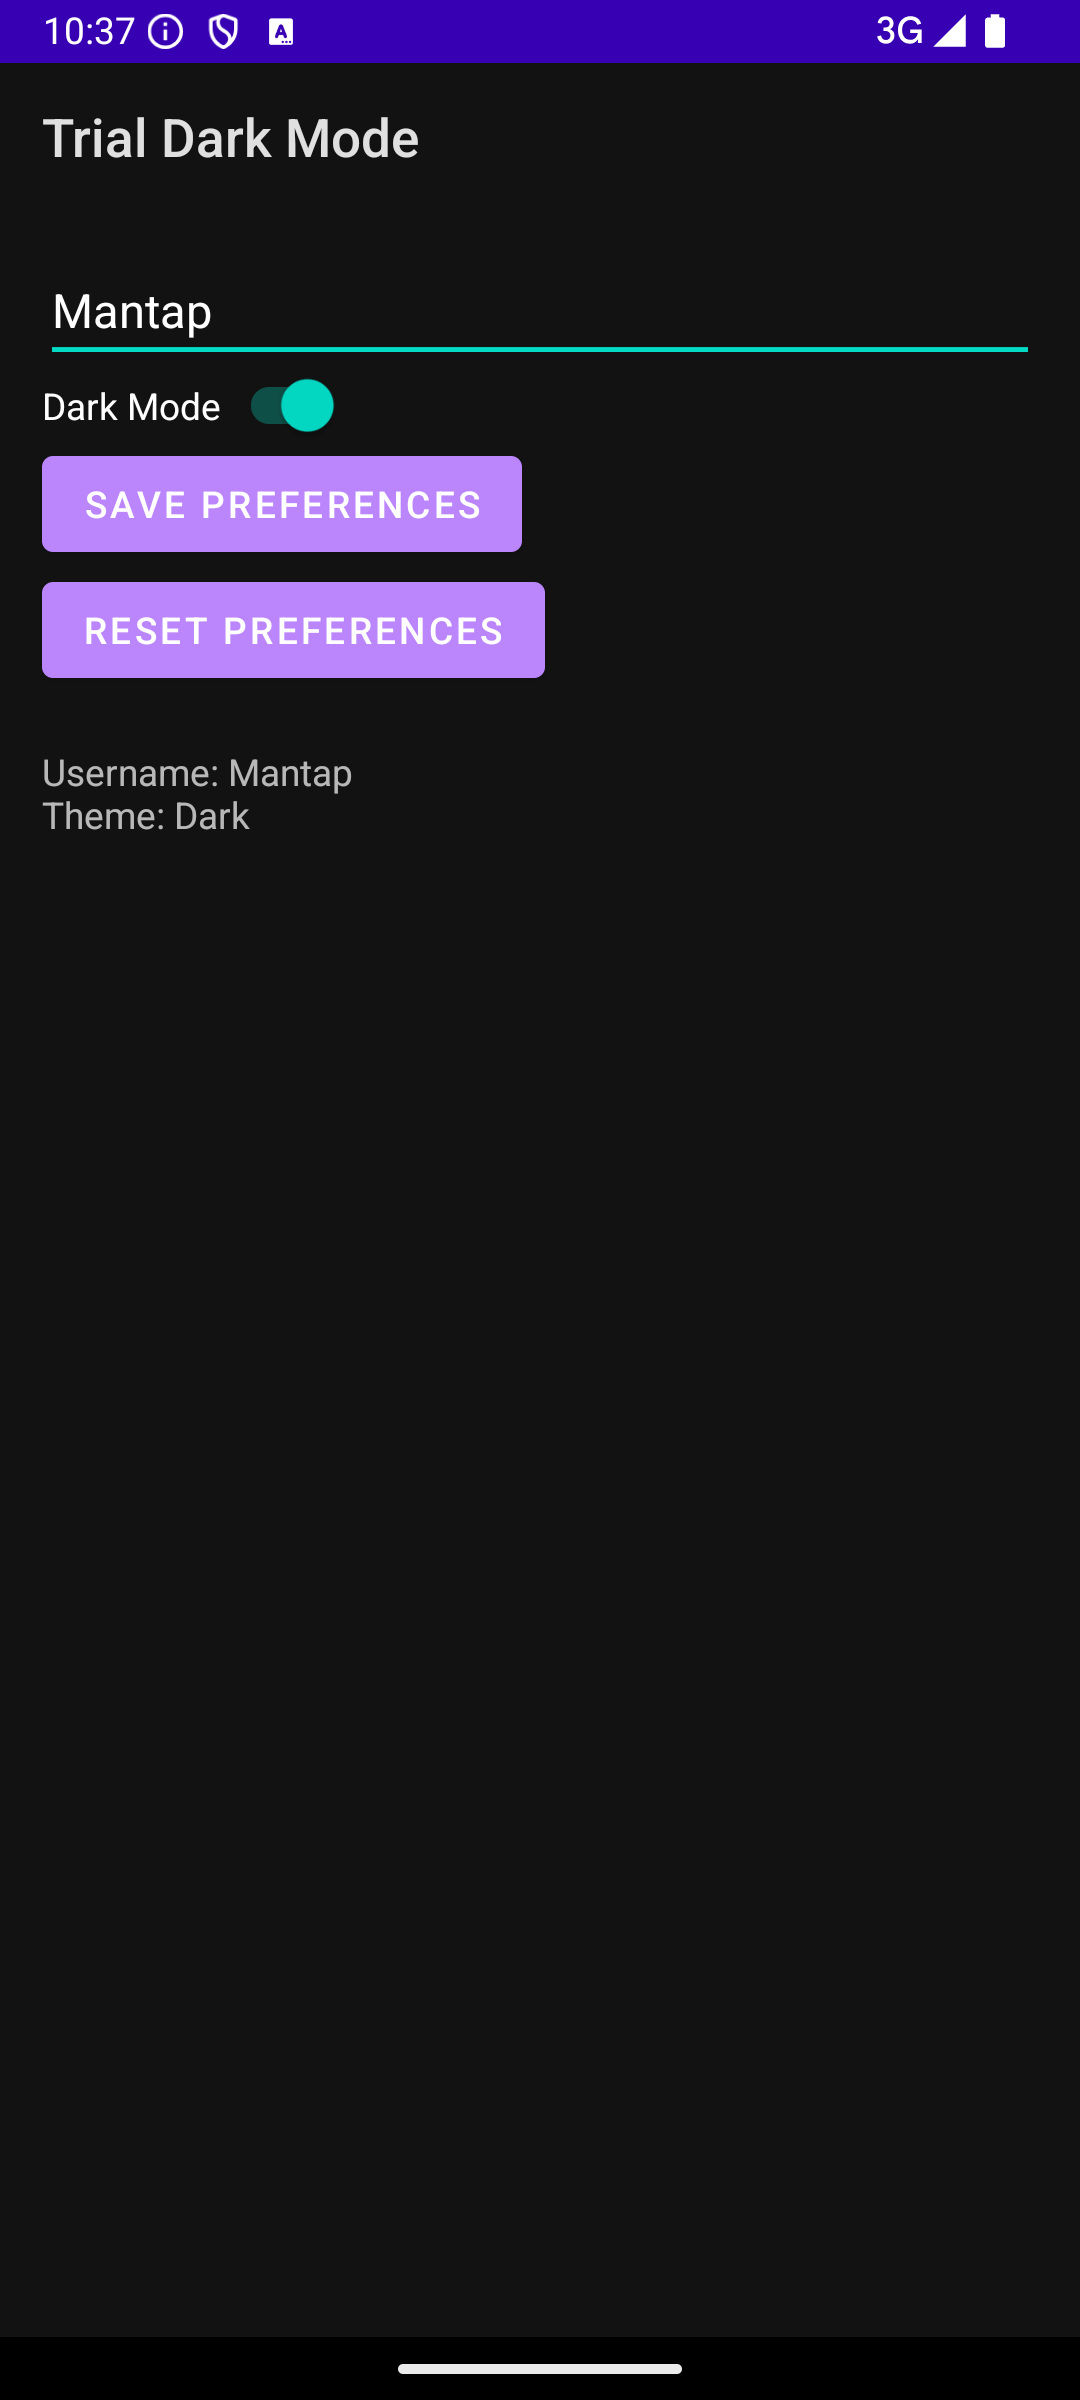 10:37
3G
Trial Dark Mode
Mantap
Dark Mode
SAVE PREFERENCES
RESET PREFERENCES
Username: Mantap
Theme: Dark